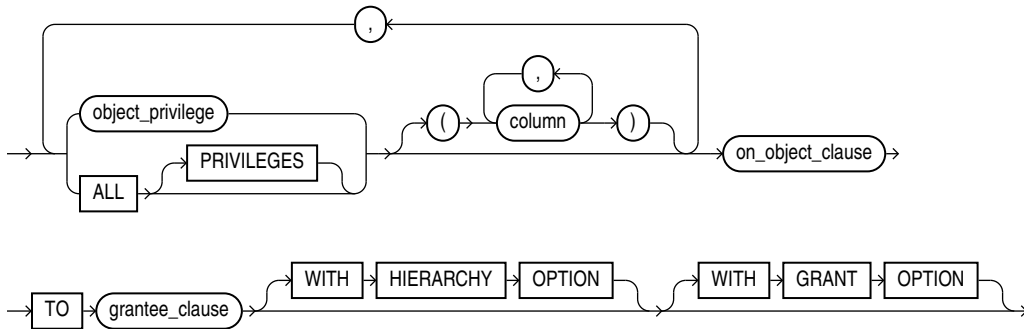 ,
,
object_privilege
( column )
PRIVILEGES
on_object_clause
ALL
WITH HIERARCHY OPTION WITH GRANT OPTION
TO grantee_clause